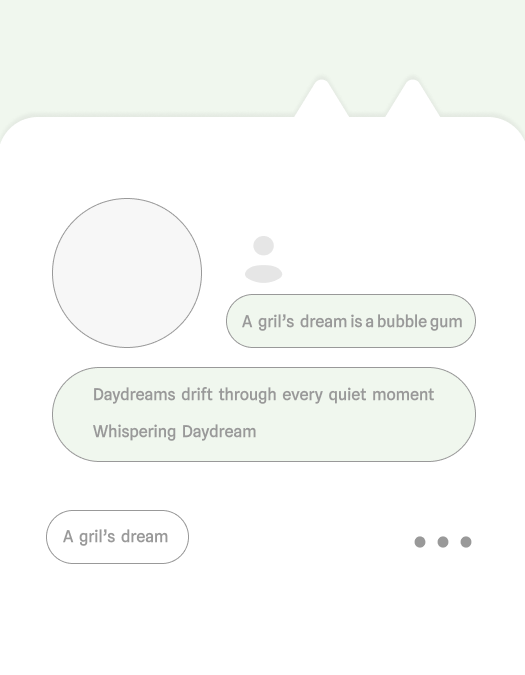 A gril's dream is a bubble gum
Daydreams drift through every quiet moment
Whispering Daydream
A gril's dream